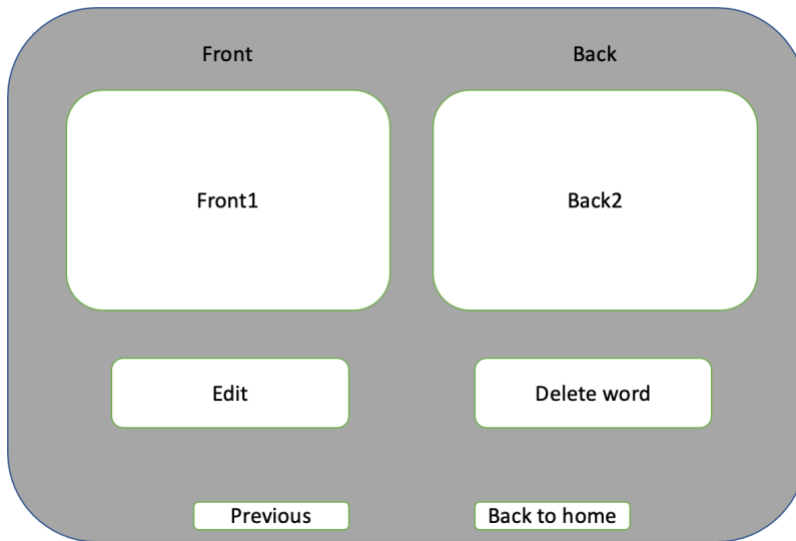 Front
Back
Front1
Back2
Edit
Delete word
Previous
Back to home